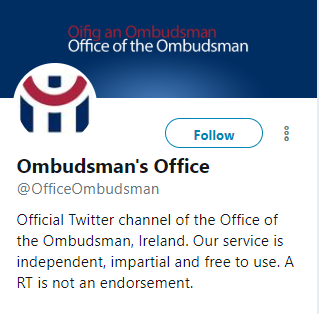 Oifig an Ombudsman
Office of the Ombudsman
Follow
Ombudsman's Office
@OfficeOmbudsman
Official Twitter channel of the Office of
the Ombudsman, Ireland. Our service is
independent, impartial and free to use. A
RT is not an endorsement.